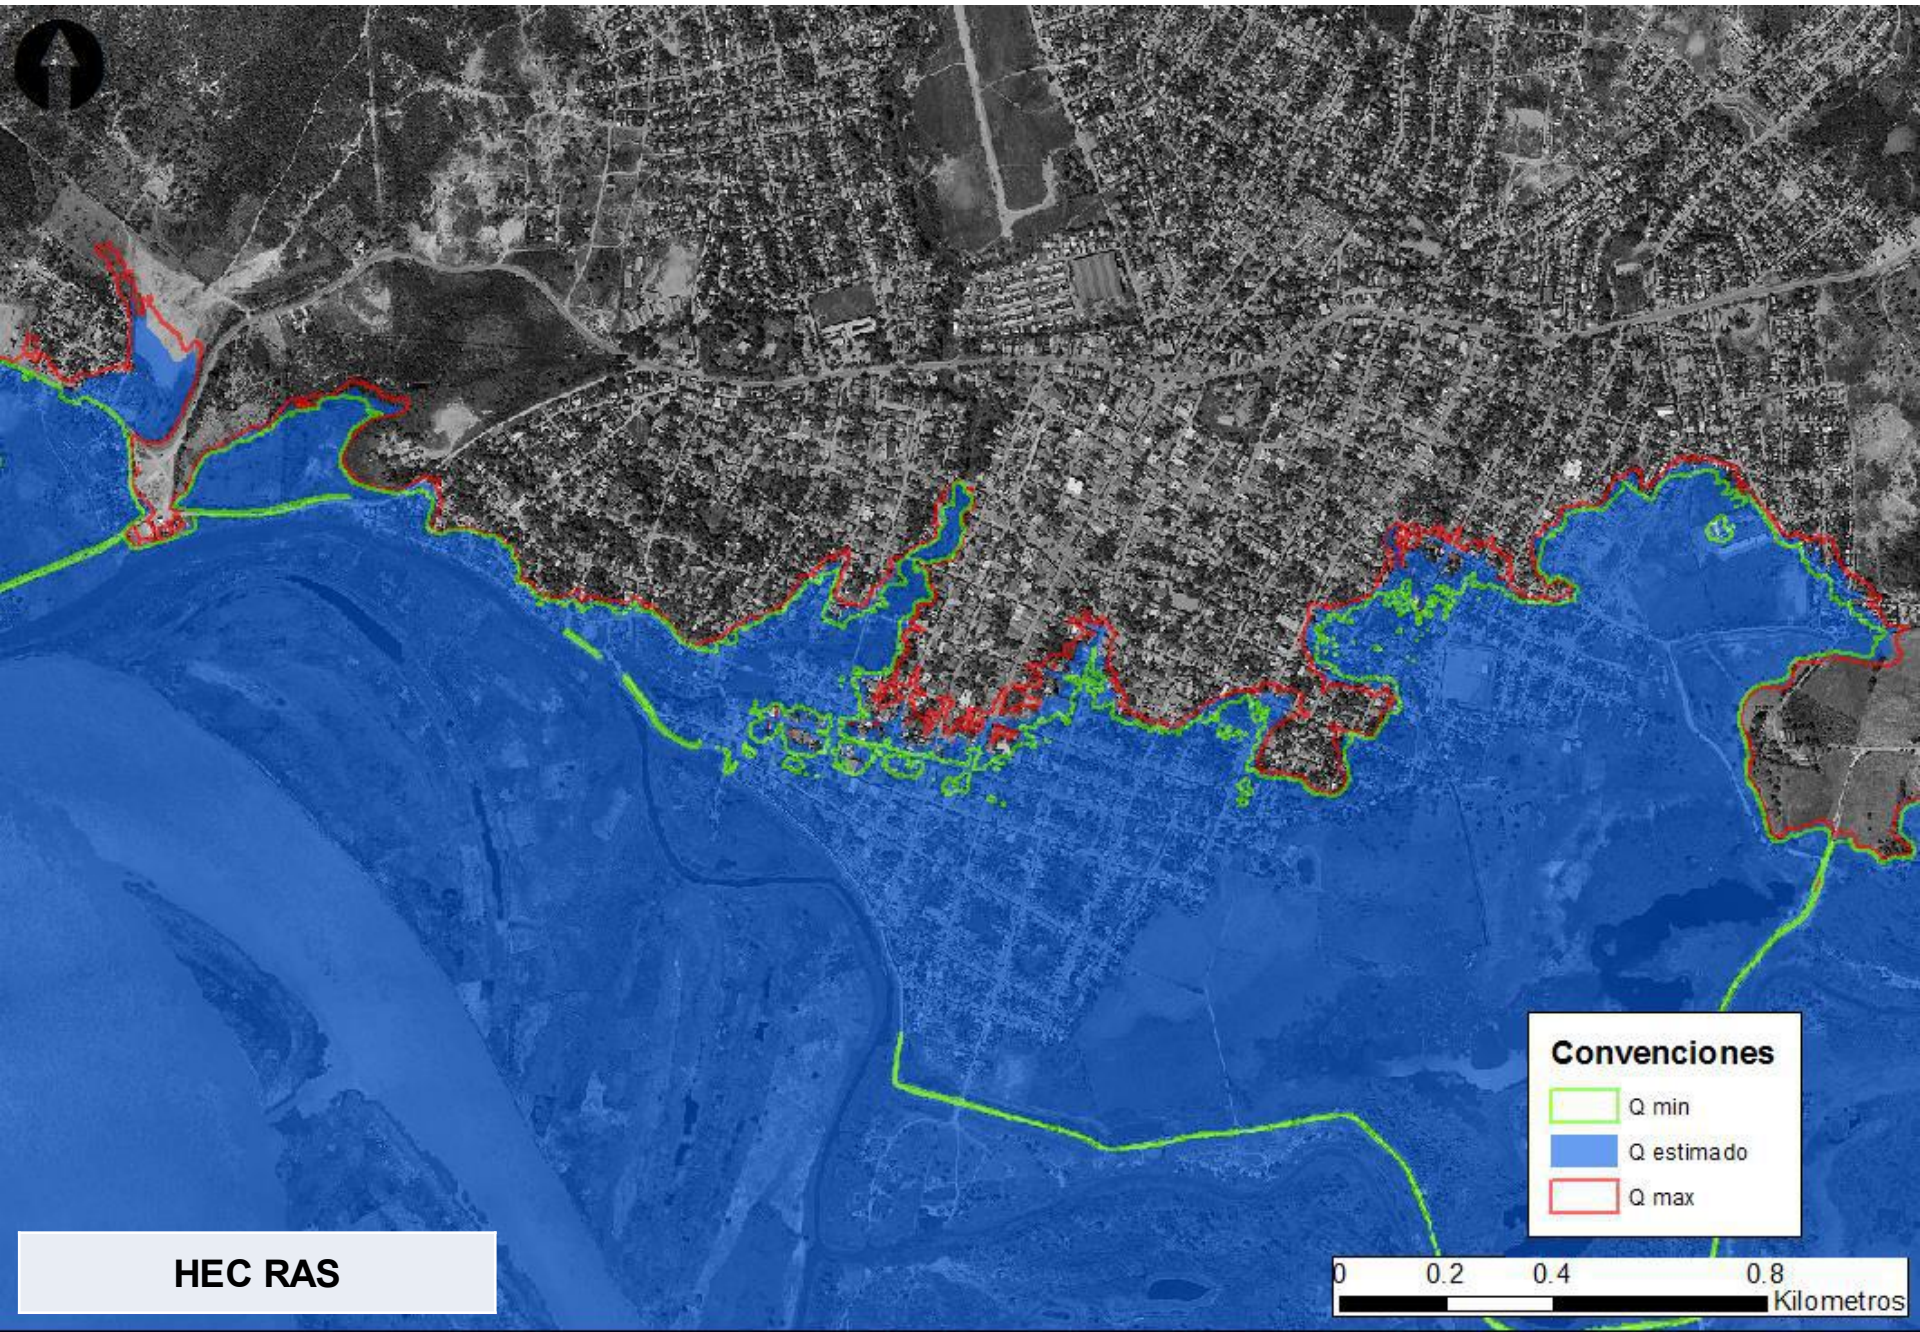 Convenciones
Q min
Q estimado
Q max
HEC RAS
0 0.2 0.4 0.8
Kilometros